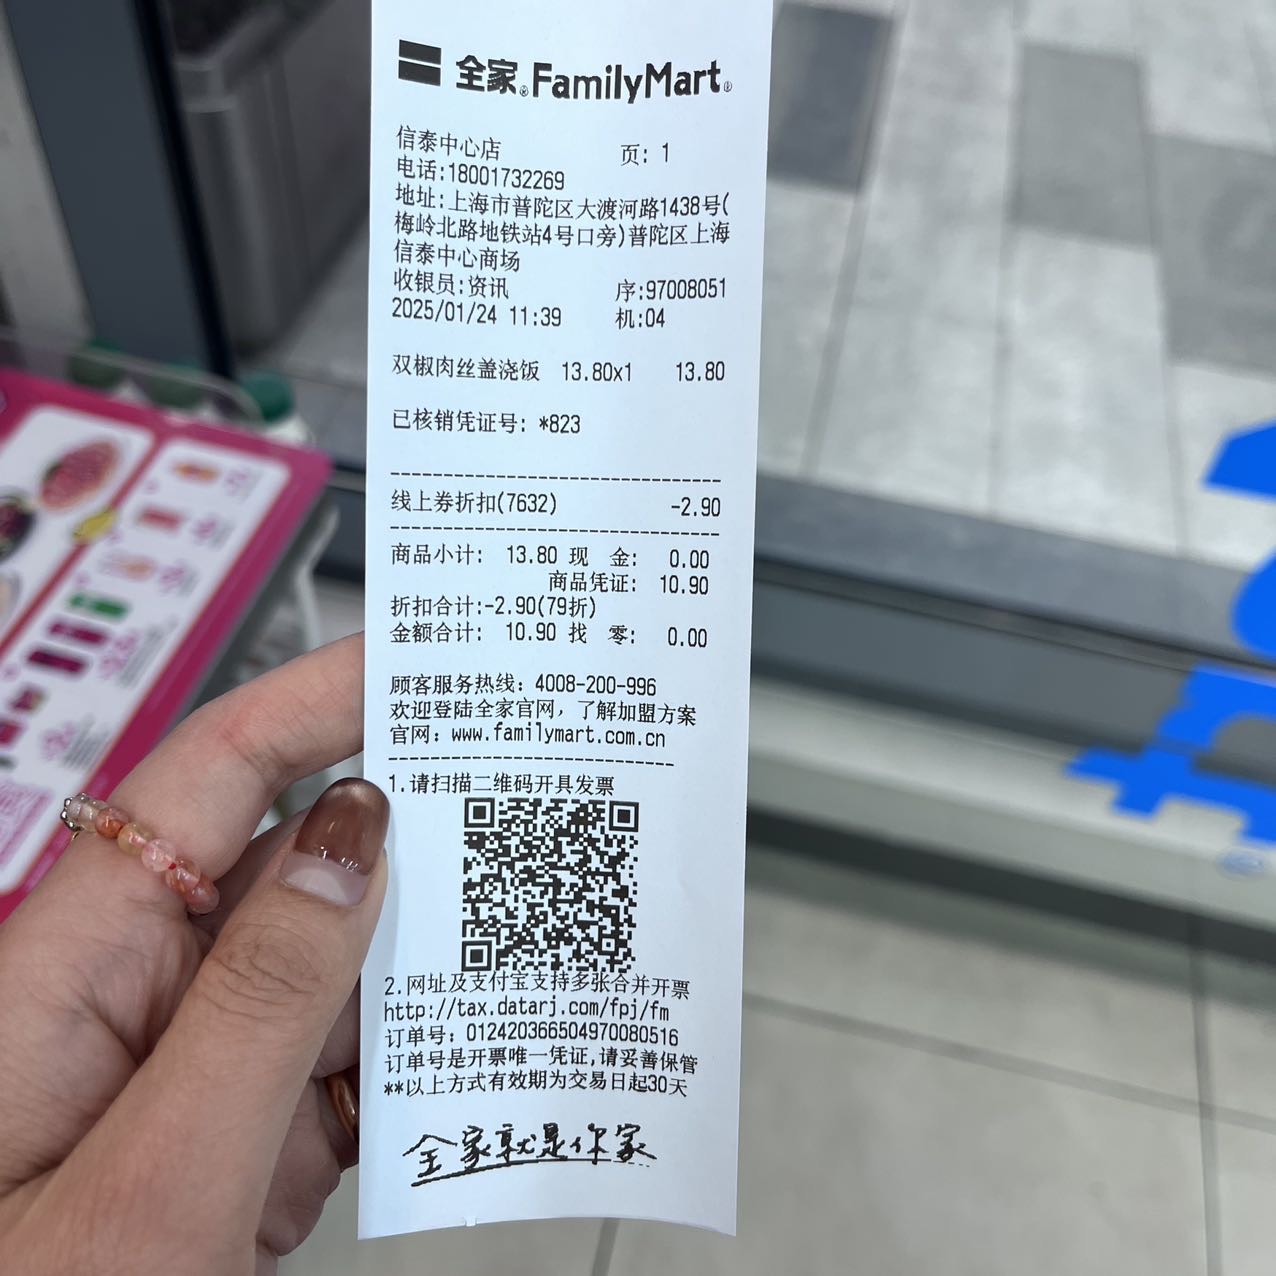 全家FamilyMart
信泰中心店 页: 1
电话:18001732269
地址:上海市普陀区大渡河路1438号(
梅岭北路地铁站4号口旁)普陀区上海
信泰中心商场
收银员:资讯 序:97008051
2025/01/24 11:39 机:04
双椒肉丝盖浇饭 13.80x1 13.80
已核销凭证号: *823
线上券折扣(7632) -2.90
商品小计: 13.80 现 金: 0.00
商品凭证: 10.90
折扣合计:-2.90(79折)
金额合计: 10.90 找 零: 0.00
顾客服务热线: 4008-200-996
欢迎登陆全家官网, 了解加盟方案
官网: www.familymart.com.cn
1.请扫描二维码开具发票
2.网址及支付宝支持多张合并开票
http://tax.datarj.com/fpj/fm
订单号: 012420366504970080516
订单号是开票唯一凭证,请妥善保管
**以上方式有效期为交易日起30天
全家就是你家